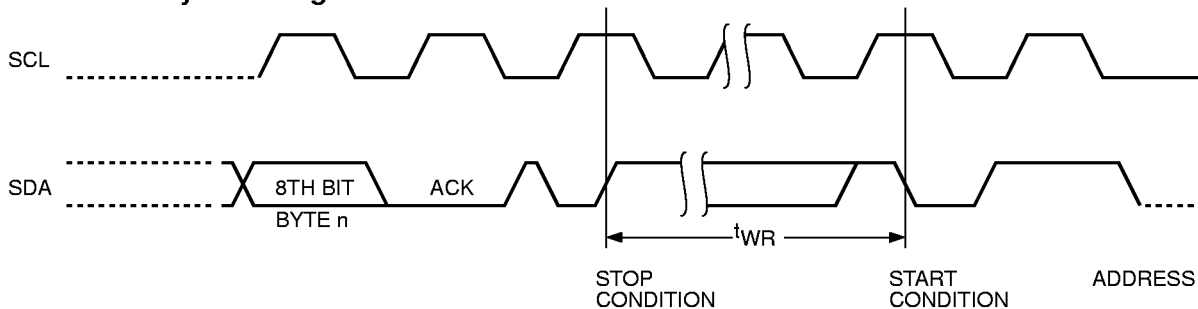 SCL
SDA
8TH BIT
ACK
BYTE n
tWR
STOP
CONDITION
START
CONDITION
ADDRESS